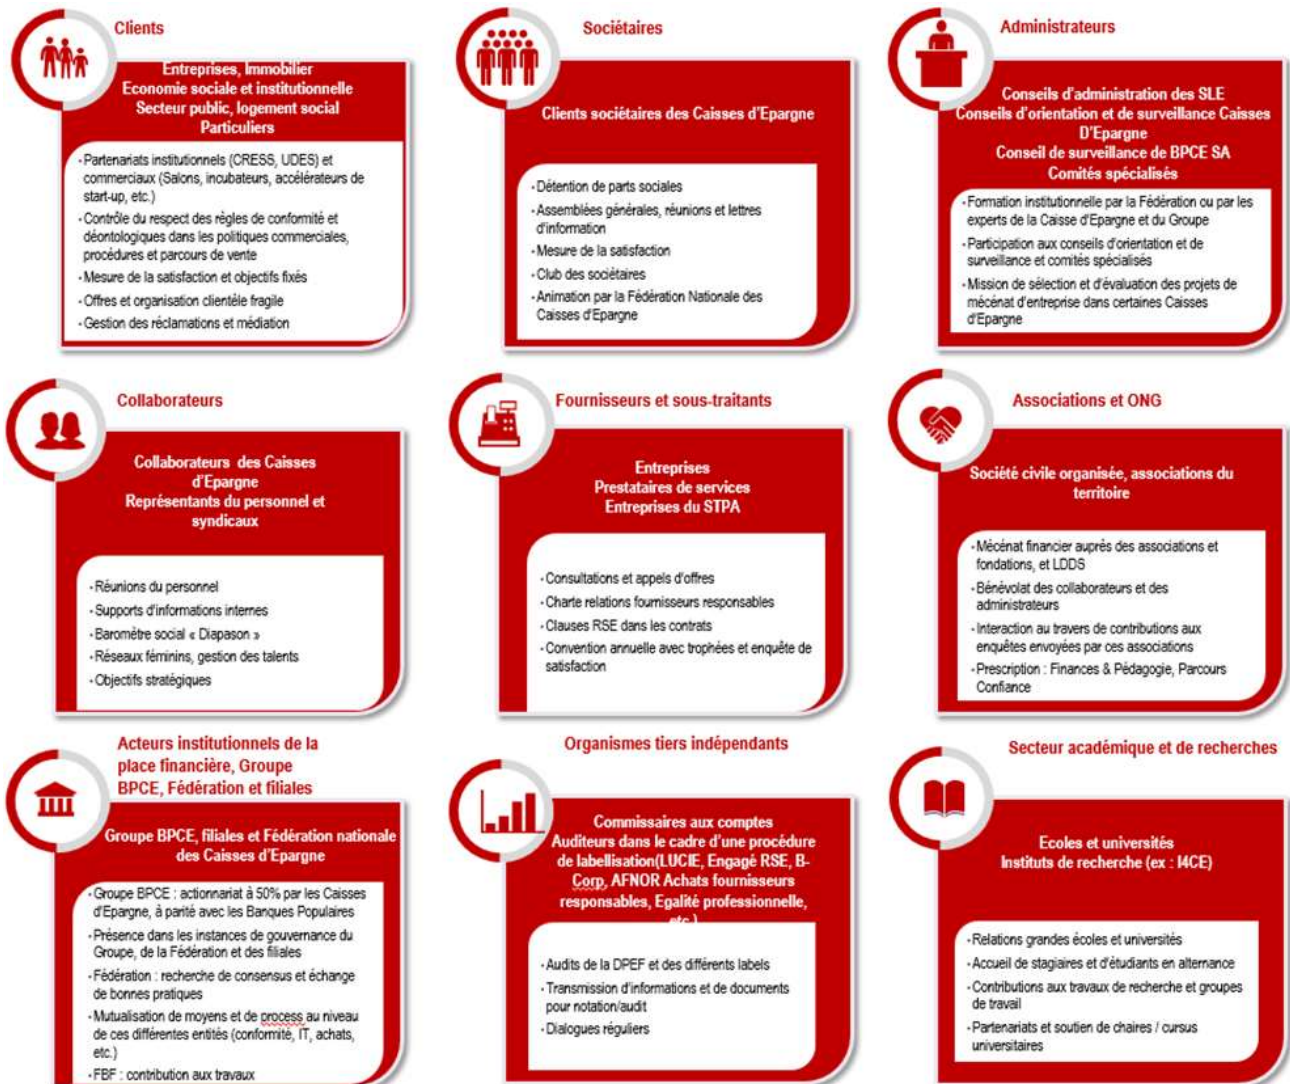 Clients
Entreprises, Immobilier
Economie sociale et institutionnelle
Secteur public, logement social
Particuliers
- Partenariats institutionnels (CRESS, UDES) et
commerciaux (Salons, incubateurs, accélérateurs de
start-up, etc.)
- Contrôle du respect des règles de conformité et
déontologiques dans les politiques commerciales,
procédures et parcours de vente
- Mesure de la satisfaction et objectifs fixés
- Offres et organisation clientèle fragile
- Gestion des réclamations et médiation
Sociétaires
Clients sociétaires des Caisses d'Epargne
- Détention de parts sociales
- Assemblées générales, réunions et lettres
d'information
- Mesure de la satisfaction
- Club des sociétaires
- Animation par la Fédération Nationale des
Caisses d'Epargne
Administrateurs
Conseils d'administration des SLE
Conseils d'orientation et de surveillance Caisses
D'Epargne
Conseil de surveillance de BPCE SA
Comités spécialisés
- Formation institutionnelle par la Fédération ou par les
experts de la Caisse d'Epargne et du Groupe
- Participation aux conseils d'orientation et de
surveillance et comités spécialisés
- Mission de sélection et d'évaluation des projets de
mécénat d'entreprise dans certaines Caisses
d'Epargne
Collaborateurs
Collaborateurs des Caisses
d'Epargne
Représentants du personnel et
syndicaux
- Réunions du personnel
- Supports d'informations internes
- Baromètre social « Diapason »
- Réseaux féminins, gestion des talents
- Objectifs stratégiques
Fournisseurs et sous-traitants
Entreprises
Prestataires de services
Entreprises du STPA
- Consultations et appels d'offres
- Charte relations fournisseurs responsables
- Clauses RSE dans les contrats
- Convention annuelle avec trophées et enquête de
satisfaction
Associations et ONG
Société civile organisée, associations du
territoire
- Mécénat financier auprès des associations et
fondations, et LDDS
- Bénévolat des collaborateurs et des
administrateurs
- Interaction au travers de contributions aux
enquêtes envoyées par ces associations
- Prescription : Finances & Pédagogie, Parcours
Confiance
Acteurs institutionnels de la
place financière, Groupe
BPCE, Fédération et filiales
Groupe BPCE, filiales et Fédération nationale
des Caisses d'Epargne
- Groupe BPCE : actionnariat à 50% par les Caisses
d'Epargne, à parité avec les Banques Populaires
- Présence dans les instances de gouvernance du
Groupe, de la Fédération et des filiales
- Fédération : recherche de consensus et échange
de bonnes pratiques
- Mutualisation de moyens et de process au niveau
de ces différentes entités (conformité, IT, achats,
etc.)
- FBF : contribution aux travaux
Organismes tiers indépendants
Commissaires aux comptes
Auditeurs dans le cadre d'une procédure
de labellisation(LUCIE, Engagé RSE, B-
Corp, AFNOR Achats fournisseurs
responsables, Egalité professionnelle,
etc.)
- Audits de la DPEF et des différents labels
- Transmission d'informations et de documents
pour notation/audit
- Dialogues réguliers
Secteur académique et de recherches
Ecoles et universités
Instituts de recherche (ex : I4CE)
- Relations grandes écoles et universités
- Accueil de stagiaires et d'étudiants en alternance
- Contributions aux travaux de recherche et groupes
de travail
- Partenariats et soutien de chaires / cursus
universitaires